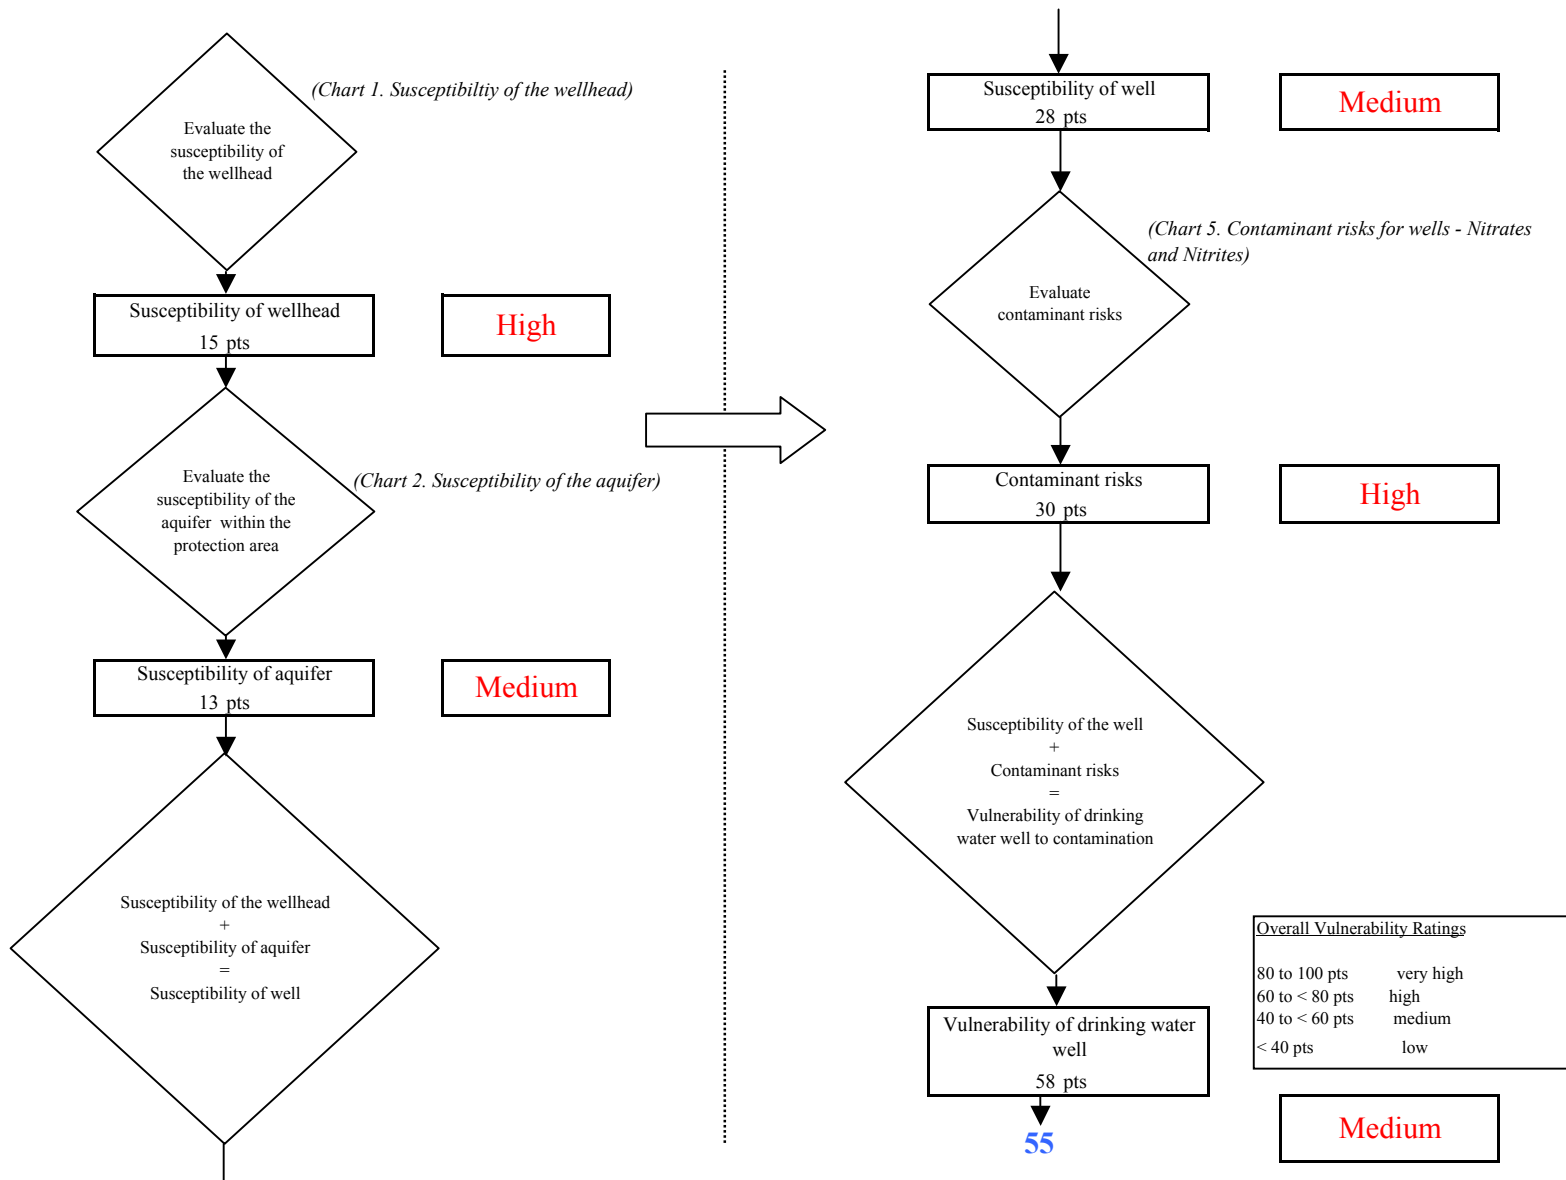 (Chart 1. Susceptibiltiy of the wellhead)
Evaluate the
susceptibility of
the wellhead
Susceptibility of wellhead
15 pts
High
(Chart 2. Susceptibility of the aquifer)
Evaluate the
susceptibility of the
aquifer within the
protection area
Susceptibility of aquifer
13 pts
Medium
Susceptibility of the wellhead
+
Susceptibility of aquifer
=
Susceptibility of well
Susceptibility of well
28 pts
Medium
(Chart 5. Contaminant risks for wells - Nitrates
and Nitrites)
Evaluate
contaminant risks
Contaminant risks
30 pts
High
Susceptibility of the well
+
Contaminant risks
=
Vulnerability of drinking
water well to contamination
Overall Vulnerability Ratings
80 to 100 pts very high
60 to < 80 pts high
40 to < 60 pts medium
< 40 pts low
Vulnerability of drinking water
well
58 pts
Medium
55